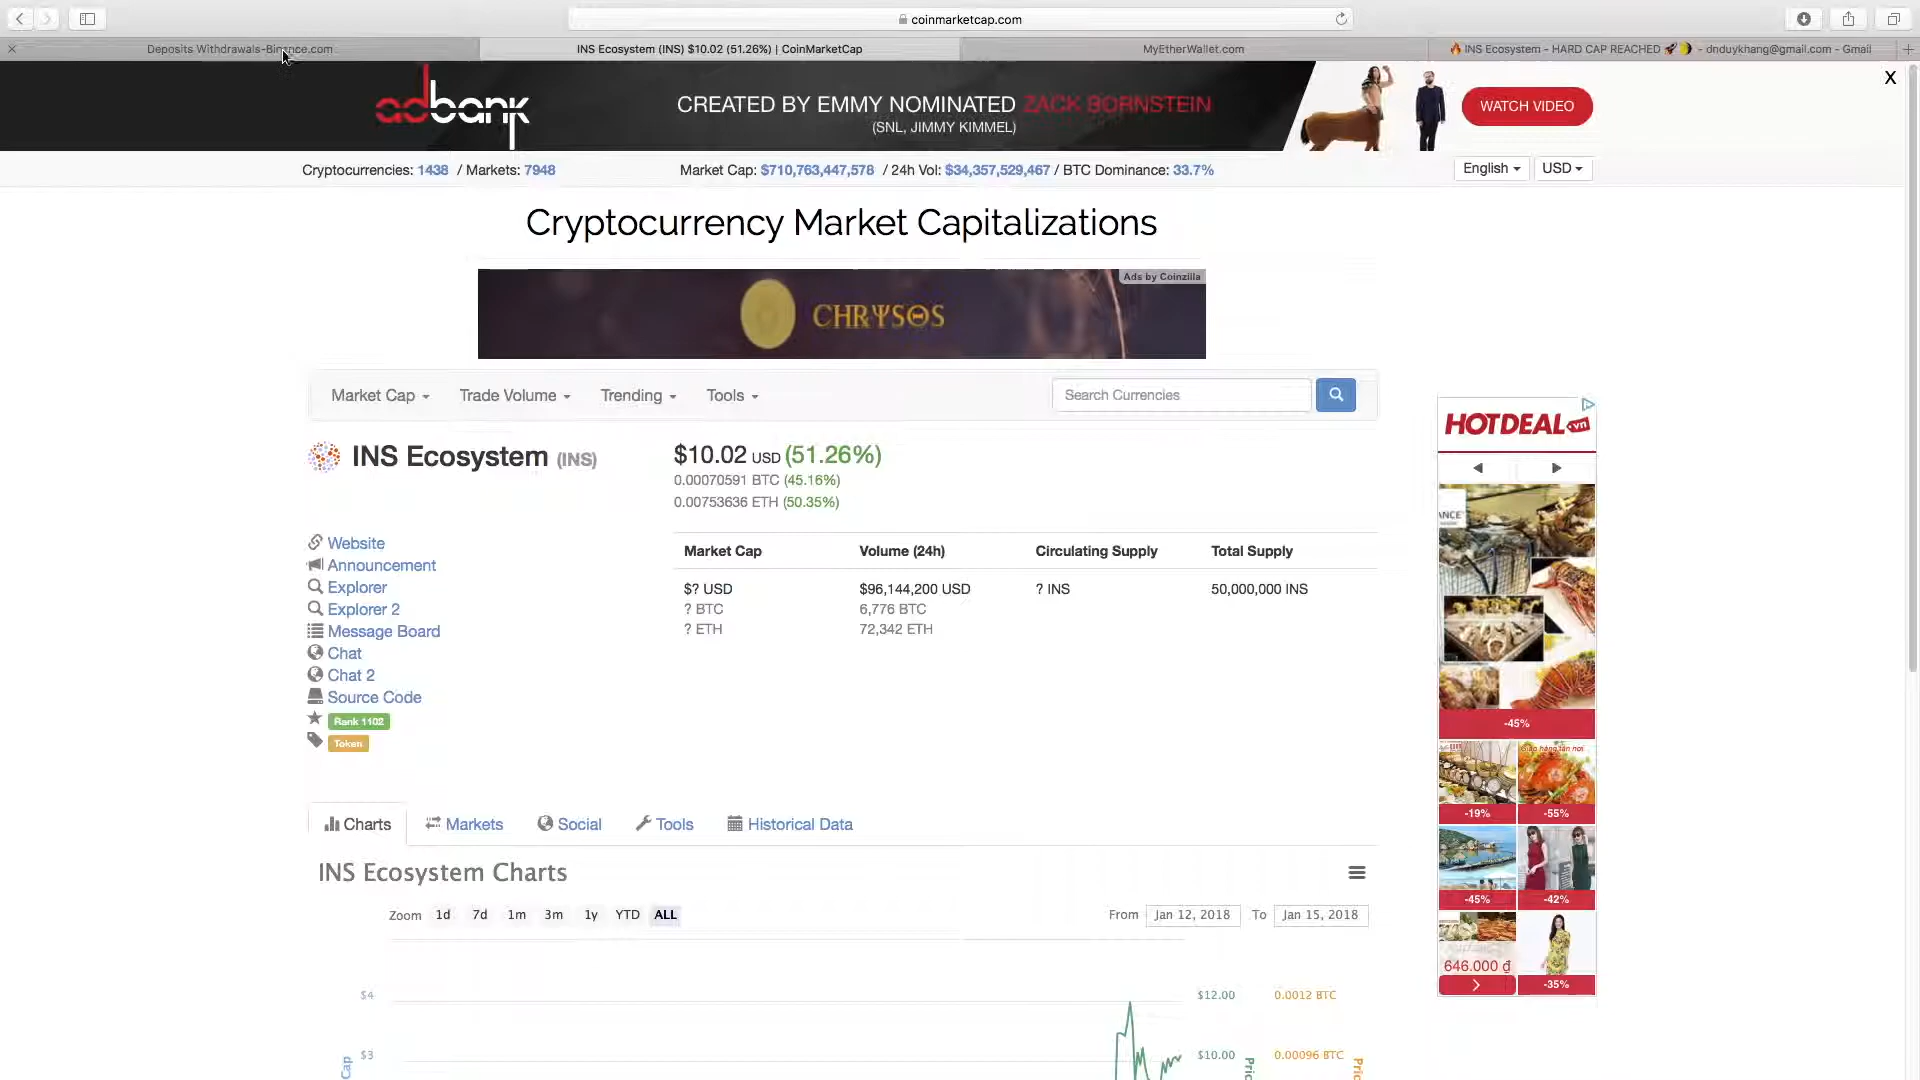 coinmarketcap.com
Deposits Withdrawals-Binance.com
INS Ecosystem (INS) $10.02 (51.26%) | CoinMarketCap
MyEtherWallet.com
🔥 INS Ecosystem - HARD CAP REACHED 🚀 🌖 - dnduykhang@gmail.com - Gmail
adbank
CREATED BY EMMY NOMINATED ZACK BORNSTEIN
(SNL, JIMMY KIMMEL)
WATCH VIDEO
X
Cryptocurrencies: 1438 / Markets: 7948
Market Cap: $710,763,447,578 / 24h Vol: $34,357,529,467 / BTC Dominance: 33.7%
English
USD
Cryptocurrency Market Capitalizations
Ads by Coinzilla
CHRYSOS
Market Cap
Trade Volume
Trending
Tools
Search Currencies
INS Ecosystem (INS)
$10.02 USD (51.26%)
0.00070591 BTC (45.16%)
0.00753636 ETH (50.35%)
Website
Announcement
Explorer
Explorer 2
Message Board
Chat
Chat 2
Source Code
Rank 1102
Token
Market Cap Volume (24h) Circulating Supply Total Supply
$? USD $96,144,200 USD ? INS 50,000,000 INS
? BTC 6,776 BTC
? ETH 72,342 ETH
HOTDEAL.vn
-45%
-19% -55%
-45% -42%
646.000 ₫
-35%
Charts
Markets
Social
Tools
Historical Data
INS Ecosystem Charts
Zoom 1d 7d 1m 3m 1y YTD ALL
From Jan 12, 2018 To Jan 15, 2018
$4 $12.00 0.0012 BTC
$3 $10.00 0.00096 BTC
Cap